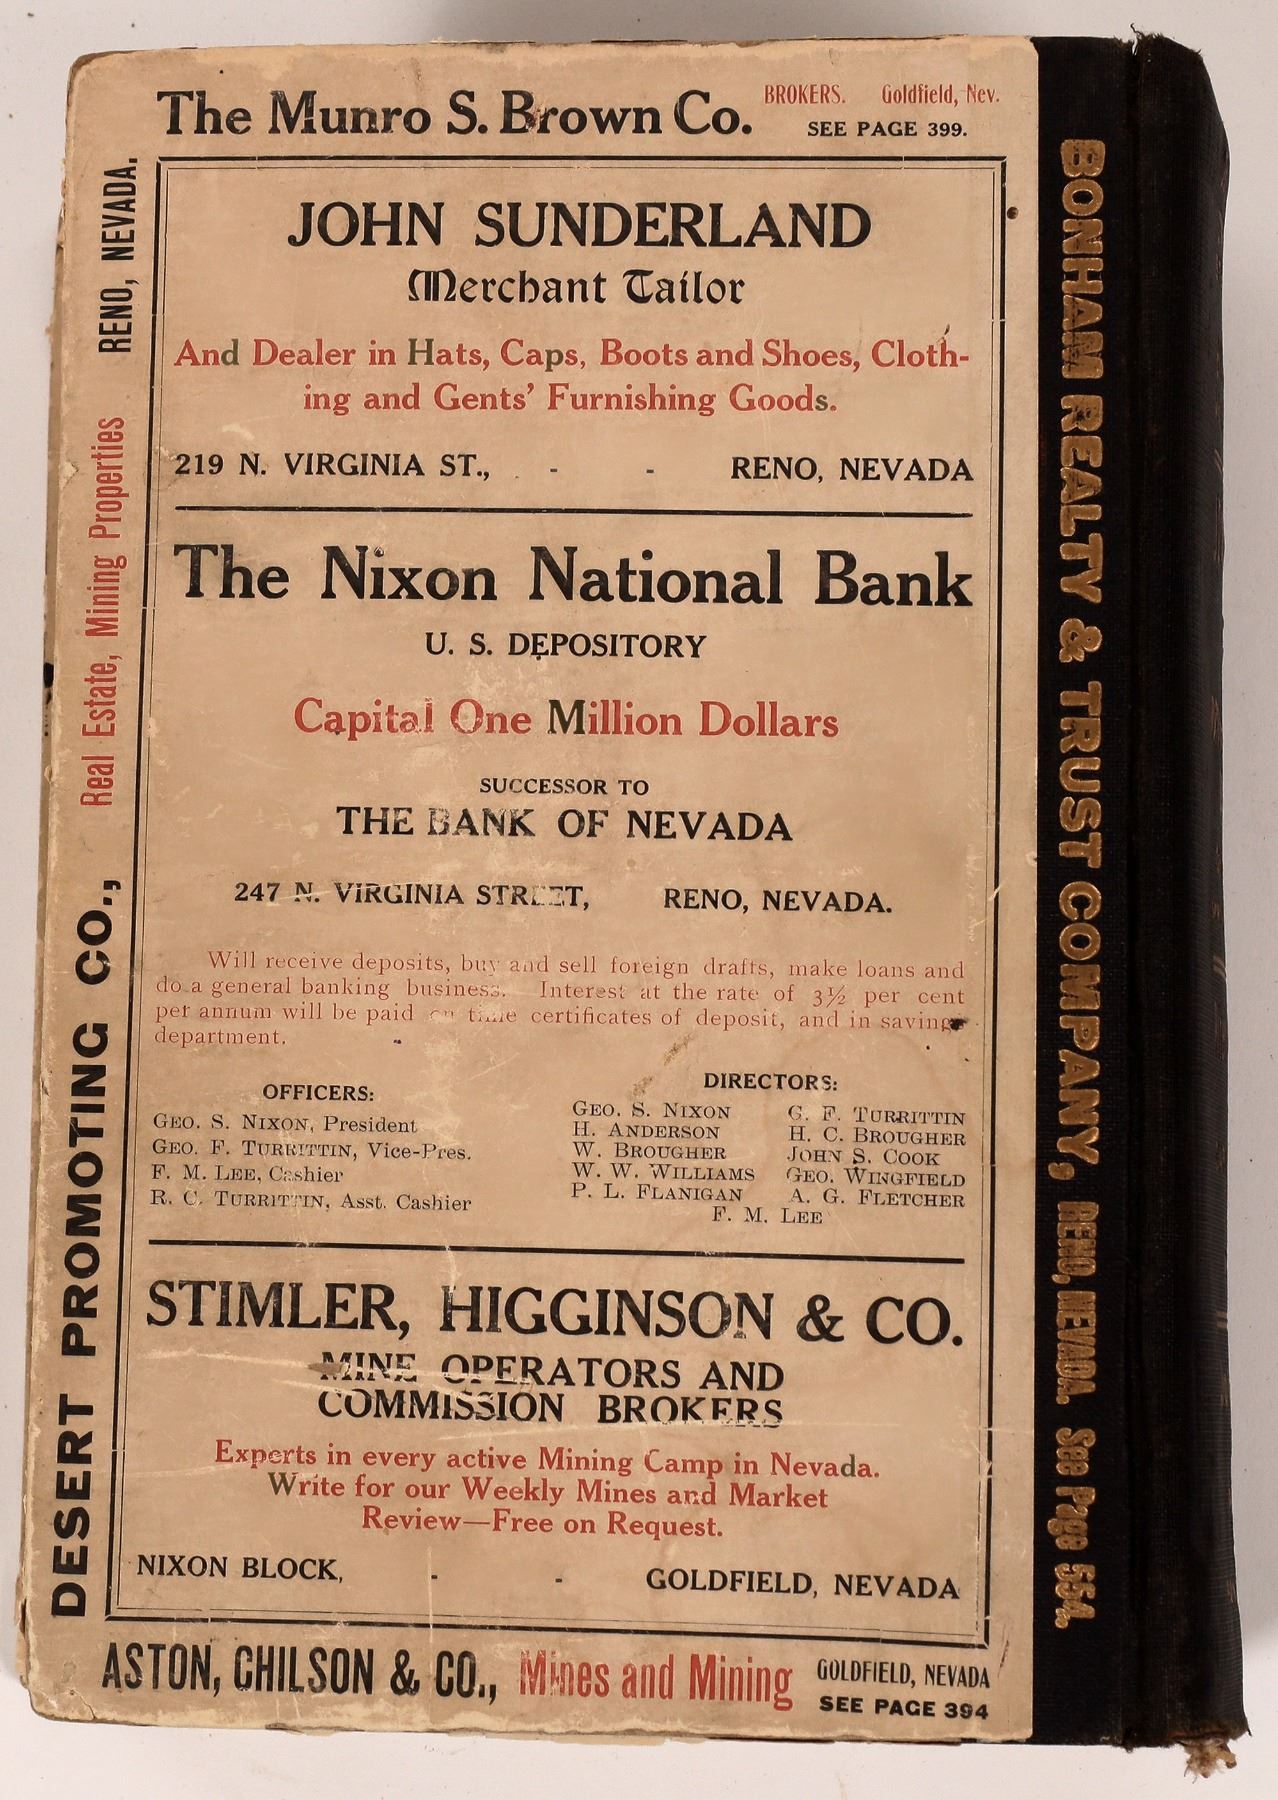 The Munro S. Brown Co. BROKERS. Goldfield, Nev.
SEE PAGE 399.
JOHN SUNDERLAND
Merchant Tailor
And Dealer in Hats, Caps, Boots and Shoes, Cloth-
ing and Gents' Furnishing Goods.
219 N. VIRGINIA ST., - - RENO, NEVADA
The Nixon National Bank
U. S. DEPOSITORY
Capital One Million Dollars
SUCCESSOR TO
THE BANK OF NEVADA
247 N. VIRGINIA STREET, RENO, NEVADA.
Will receive deposits, buy and sell foreign drafts, make loans and
do a general banking business. Interest at the rate of 3½ per cent
per annum will be paid on time certificates of deposit, and in savings
department.
OFFICERS:
GEO. S. NIXON, President
GEO. F. TURRITTIN, Vice-Pres.
F. M. LEE, Cashier
R. C. TURRITTIN, Asst. Cashier
DIRECTORS:
GEO. S. NIXON G. F. TURRITTIN
H. ANDERSON H. C. BROUGHER
W. BROUGHER JOHN S. COOK
W. W. WILLIAMS GEO. WINGFIELD
P. L. FLANIGAN A. G. FLETCHER
F. M. LEE
STIMLER, HIGGINSON & CO.
MINE OPERATORS AND
COMMISSION BROKERS
Experts in every active Mining Camp in Nevada.
Write for our Weekly Mines and Market
Review—Free on Request.
NIXON BLOCK, - - GOLDFIELD, NEVADA
ASTON, CHILSON & CO., Mines and Mining GOLDFIELD, NEVADA
SEE PAGE 394
DESERT PROMOTING CO., Real Estate, Mining Properties RENO, NEVADA.
BONHAM REALTY & TRUST COMPANY, RENO, NEVADA. See Page 554.